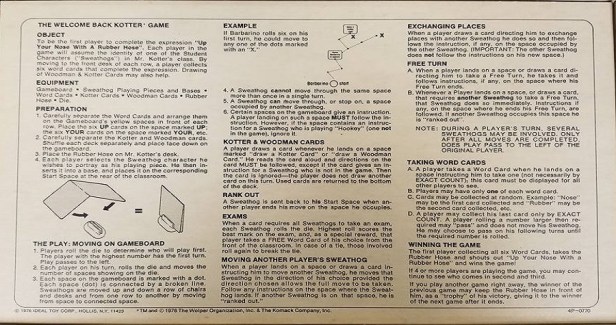 THE WELCOME BACK KOTTER* GAME
OBJECT
To be the first player to complete the expression "Up
Your Nose With A Rubber Hose". Each player in the
game will assume the identity of one of the Student
Characters ("Sweathogs") in Mr. Kotter's class. By
moving to the front desk of each row, a player collects
six word cards that complete the expression. Drawing
of Woodman & Kotter Cards may also help.
EQUIPMENT
Gameboard • Sweathog Playing Pieces and Bases •
Word Cards • Kotter Cards • Woodman Cards • Rubber
Hose • Die.
PREPARATION
1. Carefully separate the Word Cards and arrange them
on the Gameboard's yellow spaces in front of each
row. Place the six UP cards on the space marked UP,
the six YOUR cards on the space marked YOUR, etc.
2. Carefully separate the Kotter and Woodman cards.
Shuffle each deck separately and place face down on
the gameboard.
3. Place the Rubber Hose on Mr. Kotter's desk.
4. Each player selects the Sweathog character he
wishes to portray as his playing piece. He then in-
serts it into a base, and places it in the corresponding
Start Space at the rear of the classroom.
=
THE PLAY: MOVING ON GAMEBOARD
1. Players roll the die to determine who will play first.
The player with the highest number has the first turn.
Play passes to the left.
2. Each player on his turn, rolls the die and moves the
number of spaces showing on the die.
3. Each space on the gameboard is marked with a dot.
Each space (dot) is connected by a broken line.
Sweathogs are moved up and down a row of chairs
and desks and from one row to another by moving
from space to connected space.
© 1976 IDEAL TOY CORP., HOLLIS, N.Y. 11423
EXAMPLE
If Barbarino rolls six on his
first turn, he could move to
any one of the dots marked
with an "X."
X
X
Barbarino
start
4. A Sweathog cannot move through the same space
more than once in a single turn.
5. A Sweathog can move through, or stop on, a space
occupied by another Sweathog.
6. Certain spaces on the gameboard give an instruction.
A player landing on such a space MUST follow the in-
struction. However, if the space contains an instruc-
tion for a Sweathog who is playing "Hookey" (one not
in the game), ignore it.
KOTTER & WOODMAN CARDS
A player draws a card whenever he lands on a space
marked "Draw a Kotter Card" or "draw a Woodman
Card." He reads the card aloud and directions on the
card MUST be followed, except if the card gives an in-
struction for a Sweathog who is not in the game. Then
the card is ignored—the player does not draw another
card on this turn. Used cards are returned to the bottom
of the deck.
RANK OUT
A Sweathog is sent back to his Start Space when an-
other player ends his move on the space he occupies.
EXAMS
When a card requires all Sweathogs to take an exam,
each Sweathog rolls the die. Highest roll scores the
best mark on the exam, and, as a special reward, that
player takes a FREE Word Card of his choice from the
front of the classroom. In case of a tie, those involved
roll again to break the tie.
MOVING ANOTHER PLAYER'S SWEATHOG
When a player lands on a space or draws a card in-
structing him to move another Sweathog, he moves that
sweathog in the direction of his choice provided the
direction chosen allows the full move to be taken.
Follow any instructions on the space where the Sweat-
hog lands. If another Sweathog is on that space, he is
"ranked out."
*TM and © 1976 The Wolper Organization, Inc. & The Komack Company, Inc.
EXCHANGING PLACES
When a player draws a card directing him to exchange
places with another Sweathog he does so and then fol-
lows the instruction, if any, on the space occupied by
the other Sweathog. (IMPORTANT: The other Sweathog
does not follow the instructions on his new space.)
FREE TURN
A. When a player lands on a space or draws a card di-
recting him to take a Free Turn, he takes it and
follows instructions, if any, on the space where his
Free Turn ends.
B. Whenever a Player lands on a space, or draws a card,
that requires another Sweathog to take a Free Turn,
that Sweathog does so immediately. Instructions if
any, on the space where he ends his Free Turn, are
followed. If another Sweathog occupies this space he
is "ranked out".
NOTE: DURING A PLAYER'S TURN, SEVERAL
SWEATHOGS MAY BE INVOLVED. ONLY
AFTER ALL MOVES ARE COMPLETED
DOES PLAY PASS TO THE LEFT OF THE
ORIGINAL PLAYER.
TAKING WORD CARDS
A. A player takes a Word Card when he lands on a
space instructing him to take one (not necessarily by
EXACT COUNT). His card must be displayed for all
other players to see.
B. Players may have only one of each word card.
C. Cards may be collected at random. Example: "Nose"
may be the first card collected and "Rubber" may be
the second card collected, etc.
D. A player may collect his last card only by EXACT
COUNT. A player rolling a number larger then re-
quired may "pass" and does not move his Sweathog.
He may choose to pass on his following turns until
the required number is rolled.
WINNING THE GAME
The first player collecting all six Word Cards, takes the
Rubber Hose and shouts out "Up Your Nose With a
Rubber Hose" and wins the game!
If 4 or more players are playing the game, you may con-
tinue to see who comes in second and third.
If you play another game right away, the winner of the
previous game may keep the Rubber Hose in front of
him, as a "trophy" of his victory, giving it to the winner
of the next game after it ends.